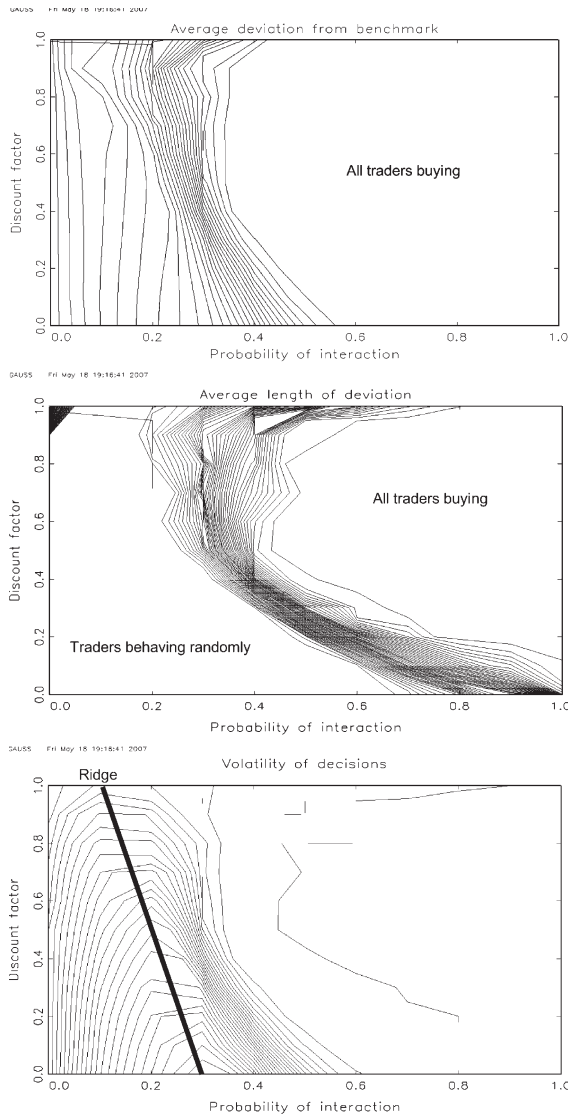 GAUSS Fri May 18 19:16:41 2007
Average deviation from benchmark
Discount factor
1.0
0.8
0.6
0.4
0.2
0.0
All traders buying
0.0 0.2 0.4 0.6 0.8 1.0
Probability of interaction
GAUSS Fri May 18 19:16:41 2007
Average length of deviation
Discount factor
1.0
0.8
0.6
0.4
0.2
0.0
All traders buying
Traders behaving randomly
0.0 0.2 0.4 0.6 0.8 1.0
Probability of interaction
GAUSS Fri May 18 19:16:41 2007
Volatility of decisions
Ridge
Discount factor
1.0
0.8
0.6
0.4
0.2
0.0
0.0 0.2 0.4 0.6 0.8 1.0
Probability of interaction